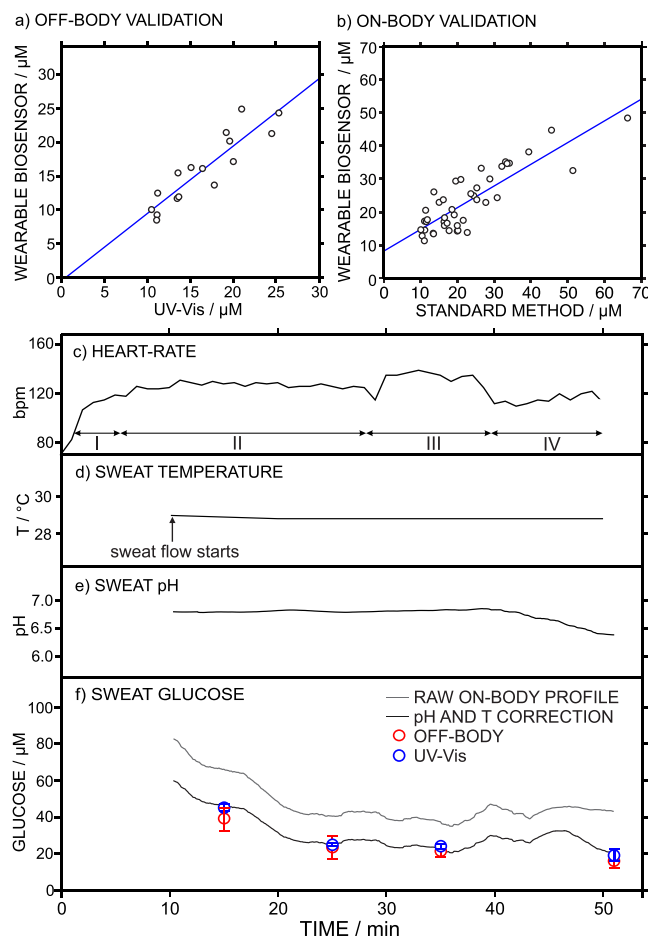 a) OFF-BODY VALIDATION
b) ON-BODY VALIDATION
WEARABLE BIOSENSOR / µM
30
20
10
0
0 5 10 15 20 25 30
UV-Vis / µM
WEARABLE BIOSENSOR / µM
70
60
50
40
30
20
10
0
0 10 20 30 40 50 60 70
STANDARD METHOD / µM
c) HEART-RATE
bpm
160
120
80
I II III IV
d) SWEAT TEMPERATURE
T / °C
30
28
sweat flow starts
e) SWEAT pH
pH
7.0
6.5
6.0
f) SWEAT GLUCOSE
GLUCOSE / µM
100
80
60
40
20
0
RAW ON-BODY PROFILE
pH AND T CORRECTION
OFF-BODY
UV-Vis
0 10 20 30 40 50
TIME / min